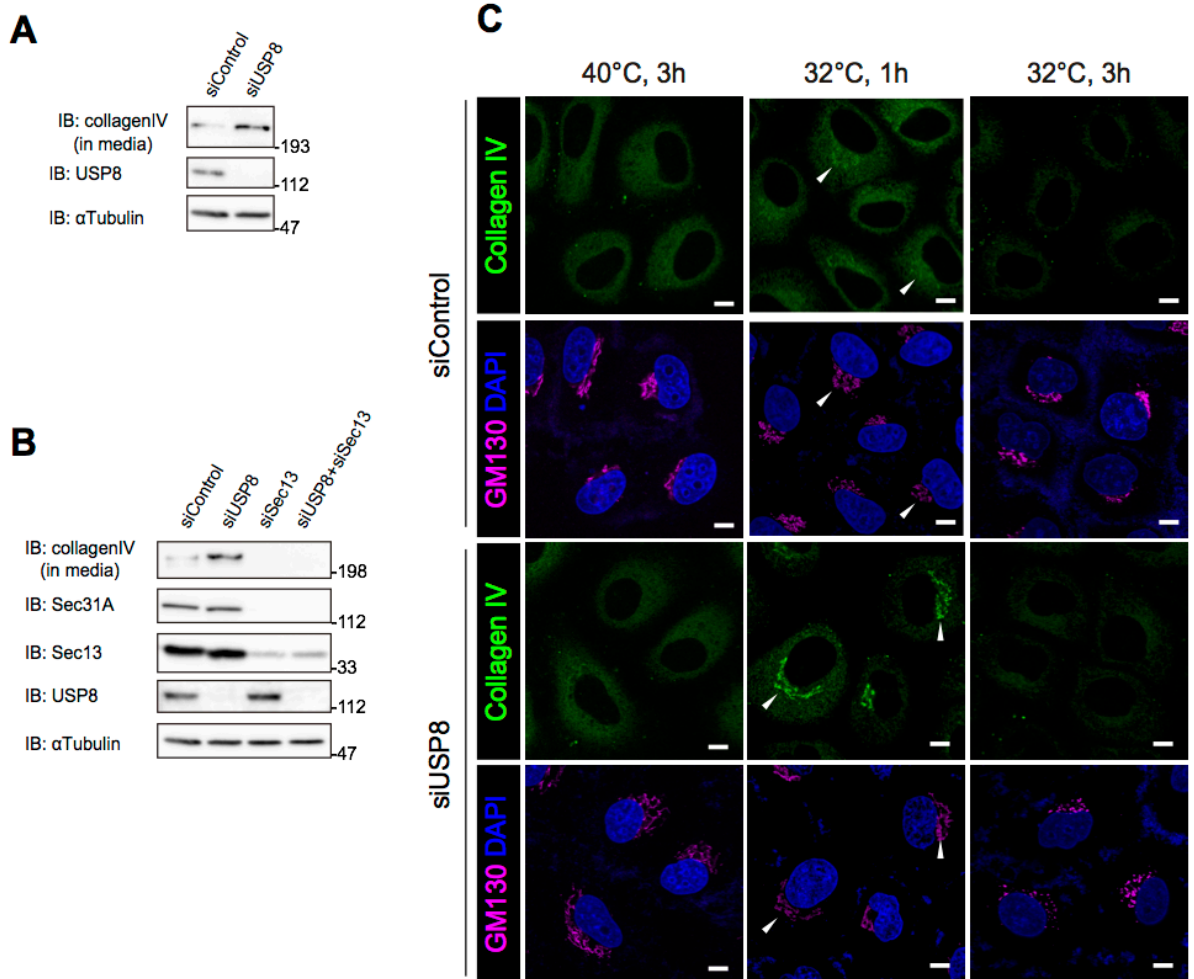 A
siControl
siUSP8
IB: collagenIV
(in media)
-193
IB: USP8
-112
IB: αTubulin
-47
B
siControl
siUSP8
siSec13
siUSP8+siSec13
IB: collagenIV
(in media)
-198
IB: Sec31A
-112
IB: Sec13
-33
IB: USP8
-112
IB: αTubulin
-47
C
40°C, 3h
32°C, 1h
32°C, 3h
siControl
Collagen IV
GM130 DAPI
siUSP8
Collagen IV
GM130 DAPI